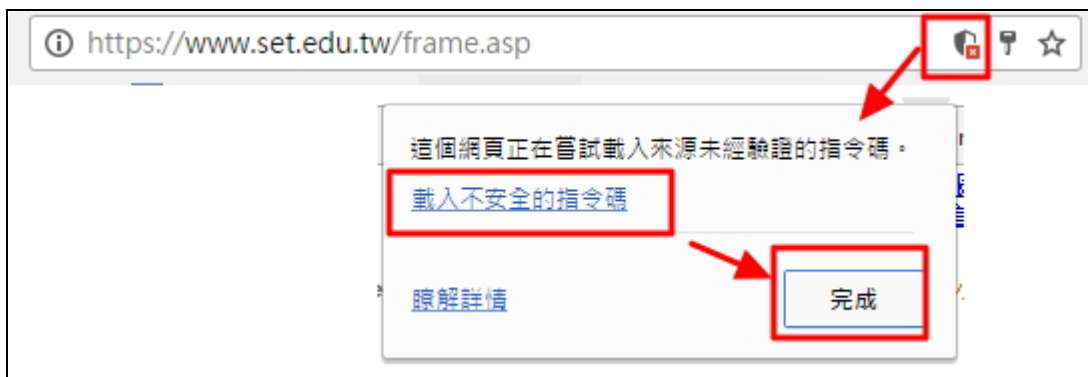 https://www.set.edu.tw/frame.asp
這個網頁正在嘗試載入來源未經驗證的指令碼。
載入不安全的指令碼
瞭解詳情
完成